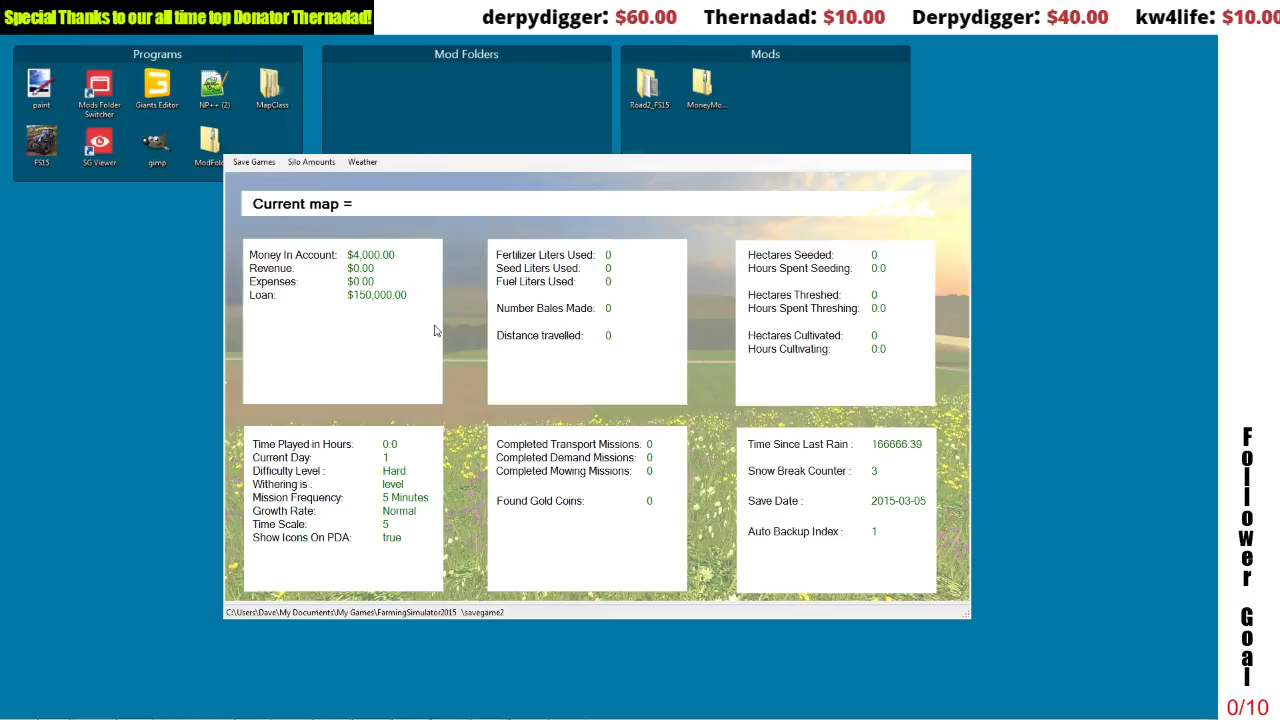 Special Thanks to our all time top Donator Thernadad!
derpydigger: $60.00 Thernadad: $10.00 Derpydigger: $40.00 kw4life: $10.00
Programs
Mod Folders
Mods
paint
Mods Folder Switcher
Giants Editor
NP++ (2)
MapClass
Road2_FS15
MoneyMo...
FS15
SG Viewer
gimp
ModFol
Save Games Silo Amounts Weather
Current map =
Money In Account: $4,000.00
Revenue: $0.00
Expenses: $0.00
Loan: $150,000.00
Fertilizer Liters Used: 0
Seed Liters Used: 0
Fuel Liters Used: 0
Number Bales Made: 0
Distance travelled: 0
Hectares Seeded: 0
Hours Spent Seeding: 0:0
Hectares Threshed: 0
Hours Spent Threshing: 0:0
Hectares Cultivated: 0
Hours Cultivating: 0:0
Time Played in Hours: 0:0
Current Day: 1
Difficulty Level : Hard
Withering is : level
Mission Frequency: 5 Minutes
Growth Rate: Normal
Time Scale: 5
Show Icons On PDA: true
Completed Transport Missions: 0
Completed Demand Missions: 0
Completed Mowing Missions: 0
Found Gold Coins: 0
Time Since Last Rain : 166666:39
Snow Break Counter : 3
Save Date : 2015-03-05
Auto Backup Index : 1
C:\Users\Dave\My Documents\My Games\FarmingSimulator2015 \savegame2
Follower Goal
0/10